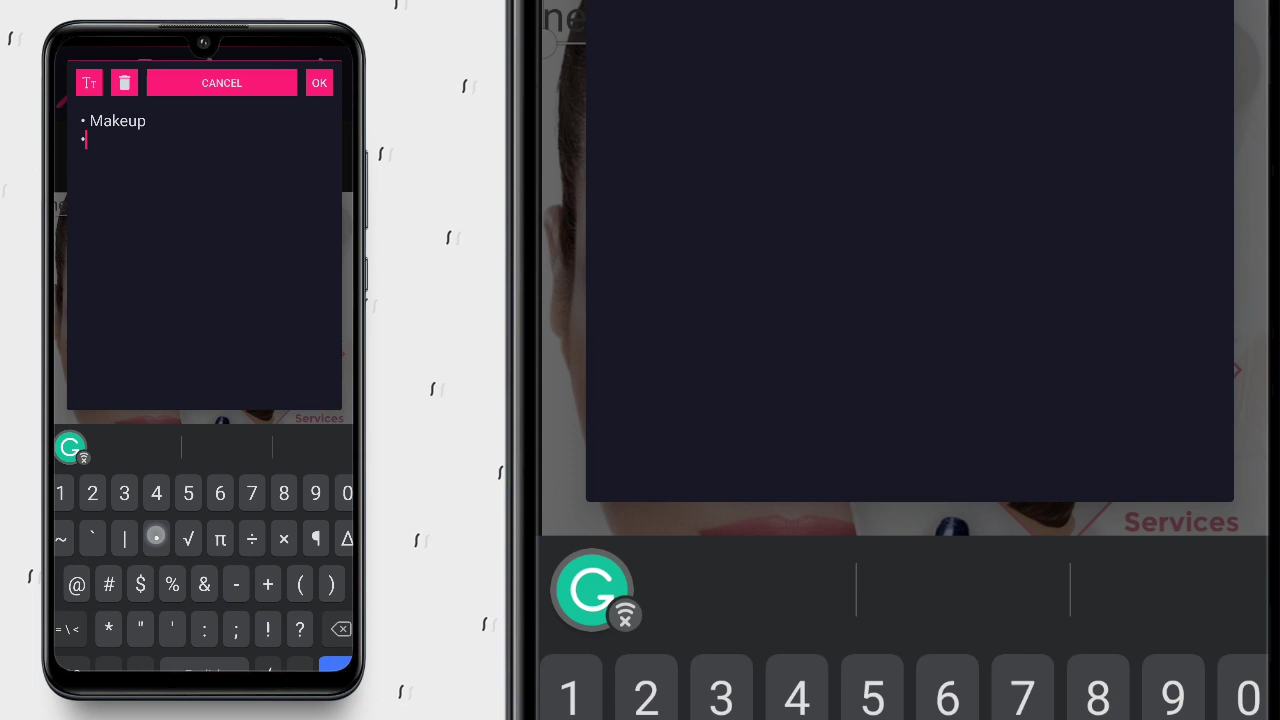 TT CANCEL OK
• Makeup
•
Services
1 2 3 4 5 6 7 8 9 0
~ ` | • √ π ÷ × ¶ Δ
@ # $ % & - + ( )
= \ < * " ' : ; ! ?
ne
Services
1 2 3 4 5 6 7 8 9 0